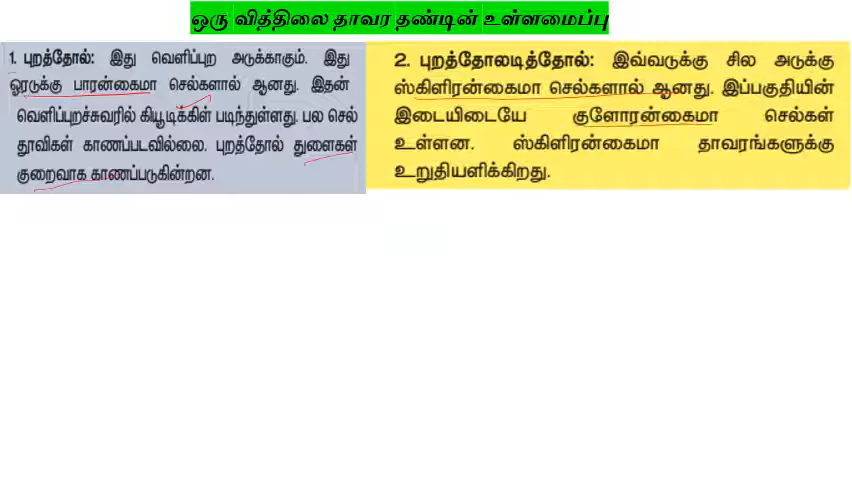 ஒரு வித்திலை தாவர தண்டின் உள்ளமைப்பு
1. புறத்தோல்: இது வெளிப்புற அடுக்காகும். இது
ஓரடுக்கு பாரன்கைமா செல்களால் ஆனது. இதன்
வெளிப்புறச்சுவரில் கியூடிக்கிள் படிந்துள்ளது. பல செல்
தூவிகள் காணப்படவில்லை. புறத்தோல் துளைகள்
குறைவாக காணப்படுகின்றன.
2. புறத்தோலடித்தோல்: இவ்வடுக்கு சில அடுக்கு
ஸ்கிளிரன்கைமா செல்களால் ஆனது. இப்பகுதியின்
இடையிடையே குளோரன்கைமா செல்கள்
உள்ளன. ஸ்கிளிரன்கைமா தாவரங்களுக்கு
உறுதியளிக்கிறது.